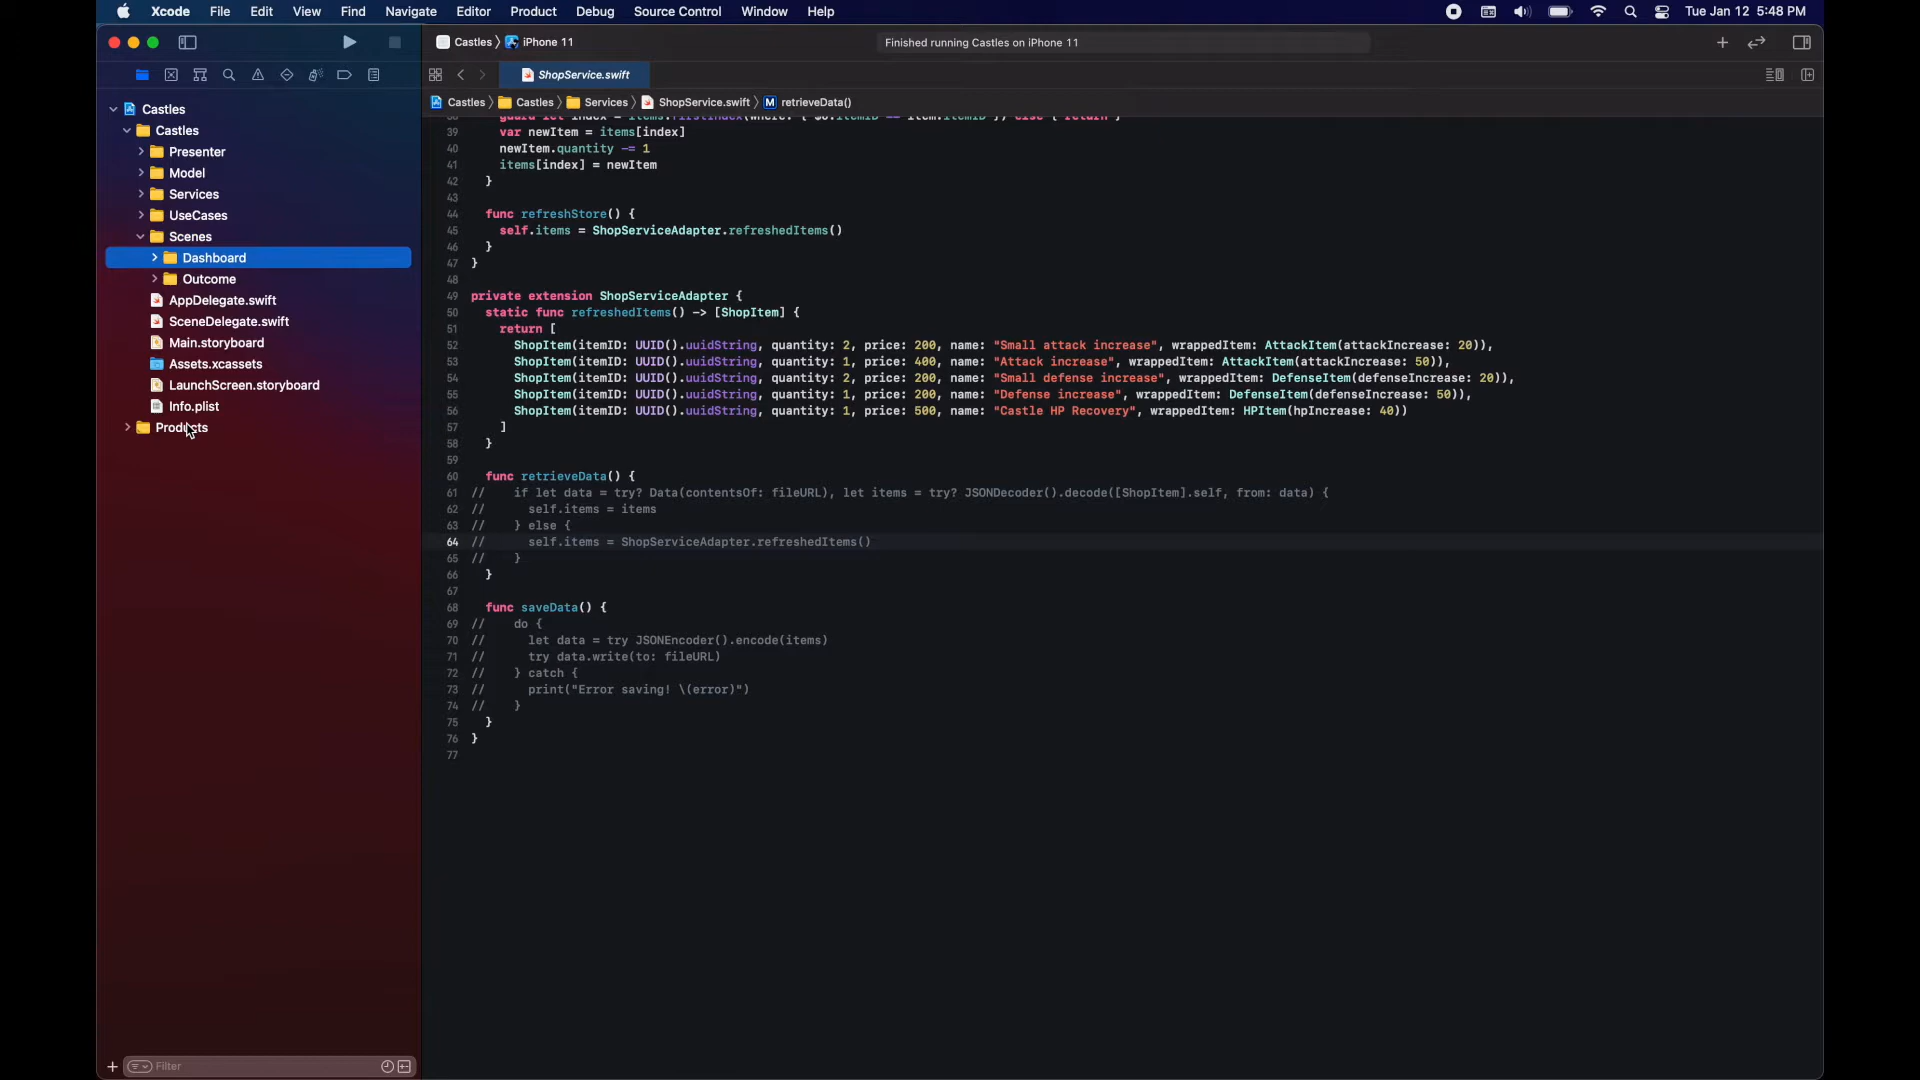 Xcode File Edit View Find Navigate Editor Product Debug Source Control Window Help Tue Jan 12 5:48 PM
Castles iPhone 11 Finished running Castles on iPhone 11
ShopService.swift
Castles Castles Services ShopService.swift M retrieveData()
Castles
Castles
Presenter
Model
Services
UseCases
Scenes
Dashboard
Outcome
AppDelegate.swift
SceneDelegate.swift
Main.storyboard
Assets.xcassets
LaunchScreen.storyboard
Info.plist
Products
Filter
39 var newItem = items[index]
40 newItem.quantity -= 1
41 items[index] = newItem
42 }
43
44 func refreshStore() {
45 self.items = ShopServiceAdapter.refreshedItems()
46 }
47 }
48
49 private extension ShopServiceAdapter {
50 static func refreshedItems() -> [ShopItem] {
51 return [
52 ShopItem(itemID: UUID().uuidString, quantity: 2, price: 200, name: "Small attack increase", wrappedItem: AttackItem(attackIncrease: 20)),
53 ShopItem(itemID: UUID().uuidString, quantity: 1, price: 400, name: "Attack increase", wrappedItem: AttackItem(attackIncrease: 50)),
54 ShopItem(itemID: UUID().uuidString, quantity: 2, price: 200, name: "Small defense increase", wrappedItem: DefenseItem(defenseIncrease: 20)),
55 ShopItem(itemID: UUID().uuidString, quantity: 1, price: 200, name: "Defense increase", wrappedItem: DefenseItem(defenseIncrease: 50)),
56 ShopItem(itemID: UUID().uuidString, quantity: 1, price: 500, name: "Castle HP Recovery", wrappedItem: HPItem(hpIncrease: 40))
57 ]
58 }
59
60 func retrieveData() {
61 // if let data = try? Data(contentsOf: fileURL), let items = try? JSONDecoder().decode([ShopItem].self, from: data) {
62 // self.items = items
63 // } else {
64 // self.items = ShopServiceAdapter.refreshedItems()
65 // }
66 }
67
68 func saveData() {
69 // do {
70 // let data = try JSONEncoder().encode(items)
71 // try data.write(to: fileURL)
72 // } catch {
73 // print("Error saving! \(error)")
74 // }
75 }
76 }
77